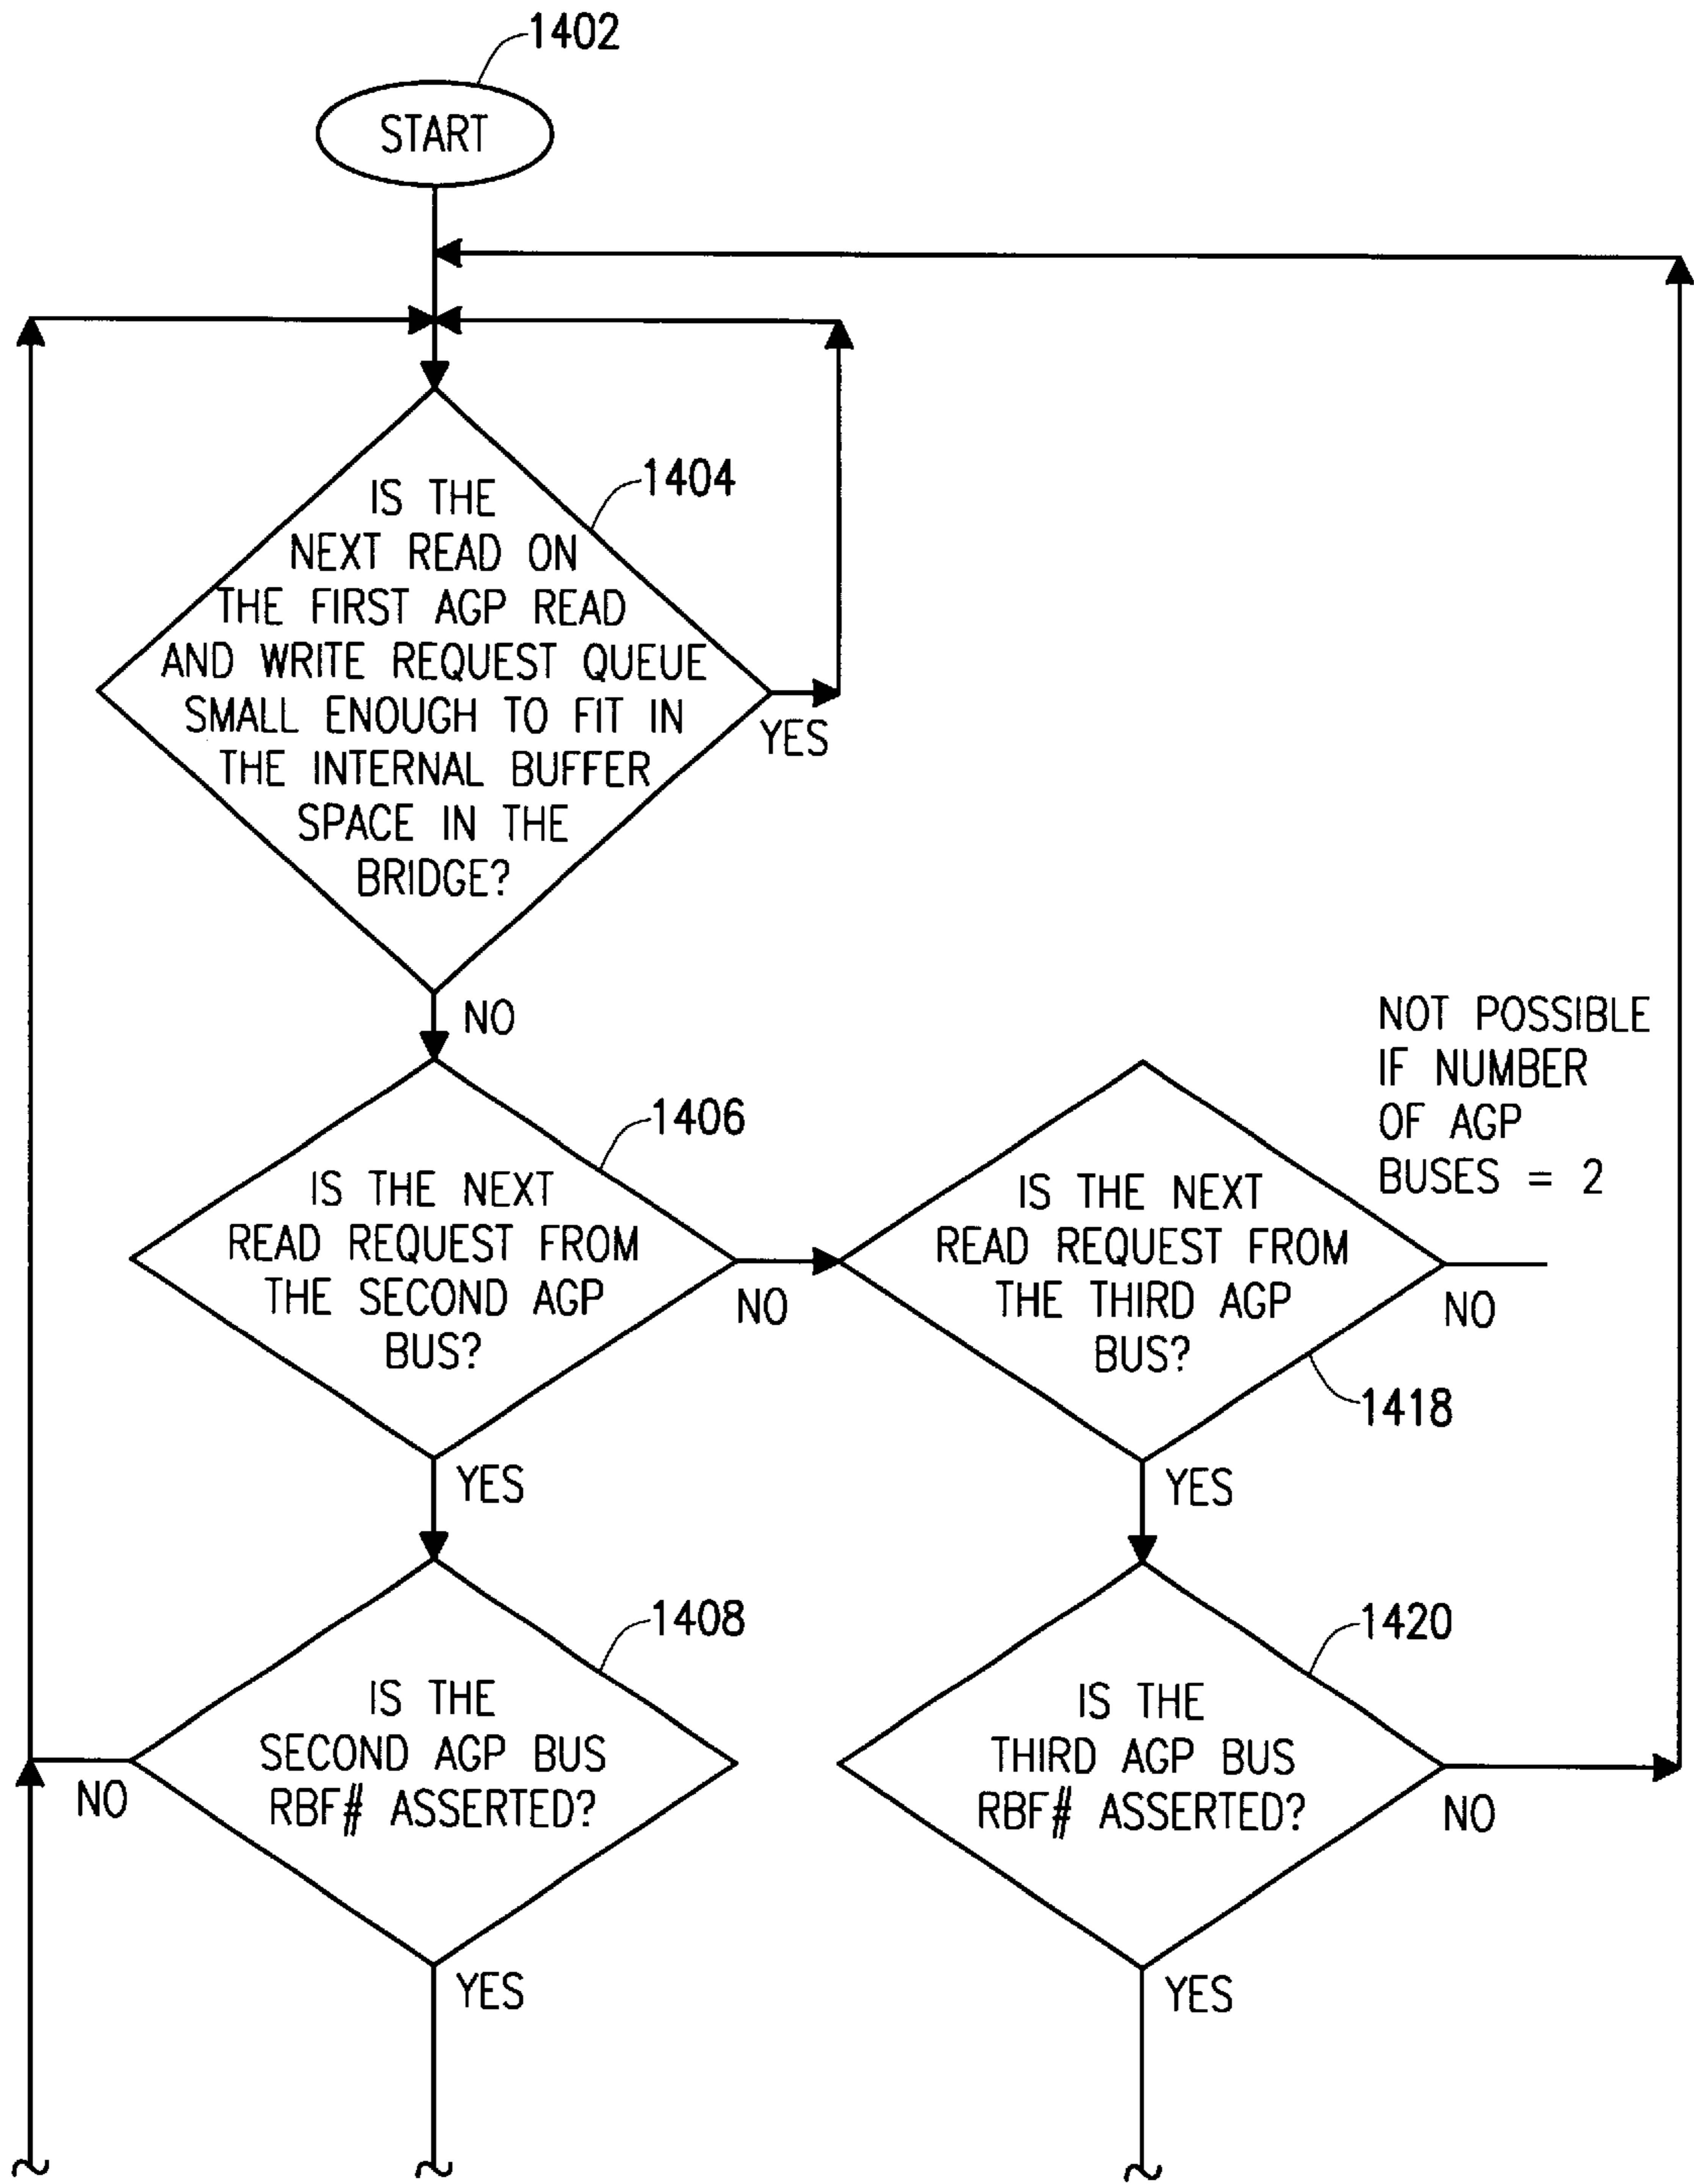 1402
START
1404
IS THE
NEXT READ ON
THE FIRST AGP READ
AND WRITE REQUEST QUEUE
SMALL ENOUGH TO FIT IN
THE INTERNAL BUFFER
SPACE IN THE
BRIDGE?
YES
NO
NOT POSSIBLE
IF NUMBER
OF AGP
BUSES = 2
1406
IS THE NEXT
READ REQUEST FROM
THE SECOND AGP
BUS?
NO
YES
IS THE NEXT
READ REQUEST FROM
THE THIRD AGP
BUS?
NO
1418
YES
1408
IS THE
SECOND AGP BUS
RBF# ASSERTED?
NO
YES
1420
IS THE
THIRD AGP BUS
RBF# ASSERTED?
NO
YES